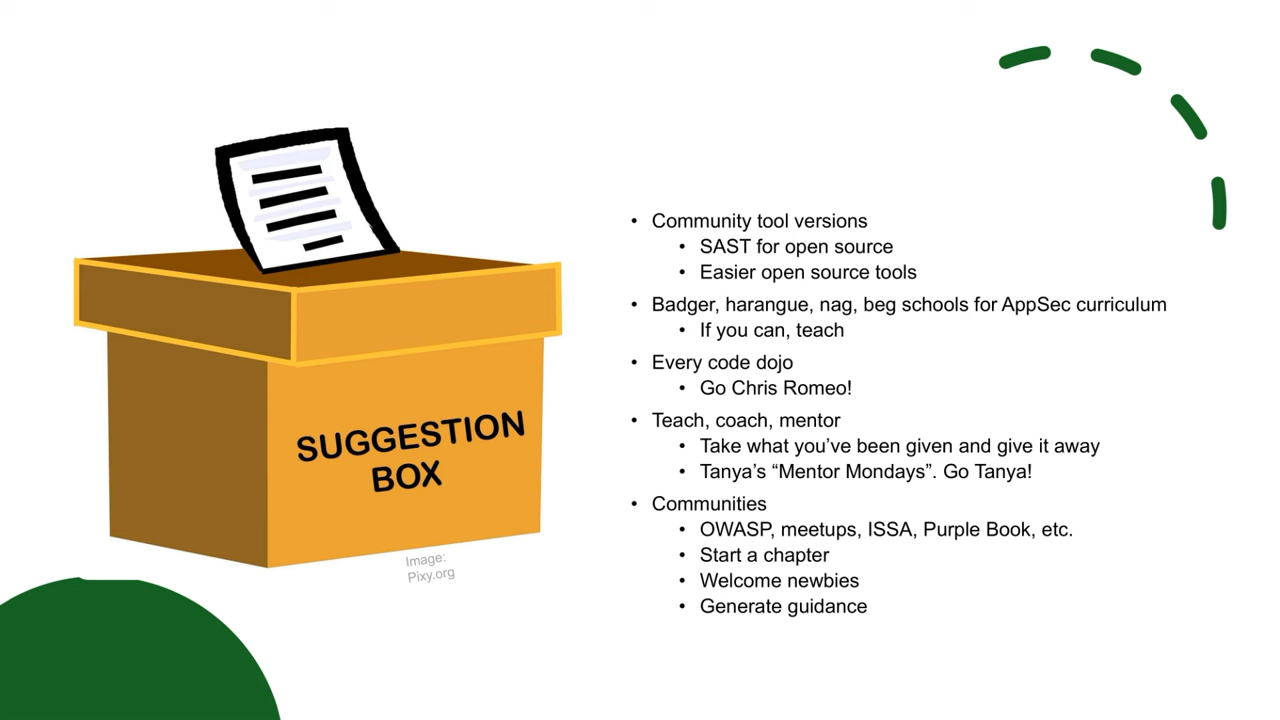 SUGGESTION
BOX
Image:
Pixy.org
• Community tool versions
• SAST for open source
• Easier open source tools
• Badger, harangue, nag, beg schools for AppSec curriculum
• If you can, teach
• Every code dojo
• Go Chris Romeo!
• Teach, coach, mentor
• Take what you’ve been given and give it away
• Tanya’s “Mentor Mondays”. Go Tanya!
• Communities
• OWASP, meetups, ISSA, Purple Book, etc.
• Start a chapter
• Welcome newbies
• Generate guidance